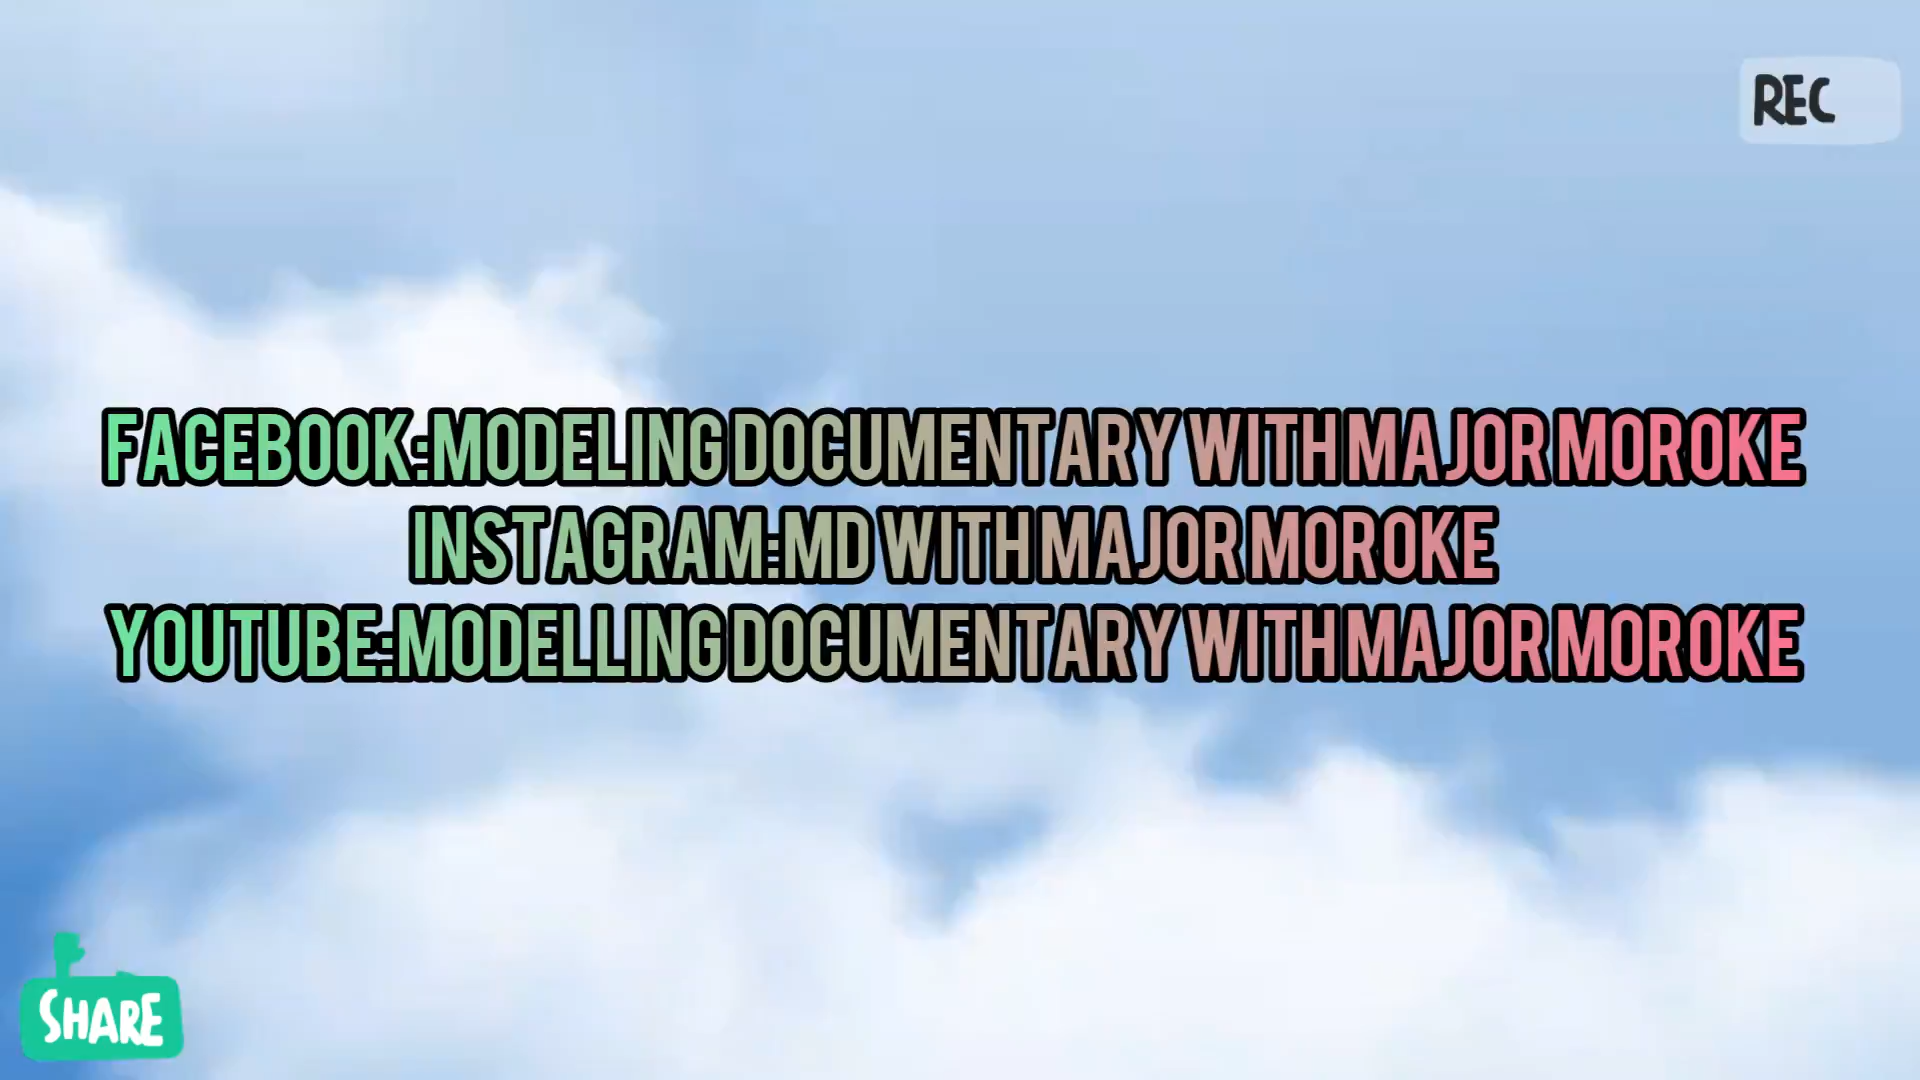 REC
FACEBOOK:MODELING DOCUMENTARY WITH MAJOR MOROKE
INSTAGRAM:MD WITH MAJOR MOROKE
YOUTUBE:MODELLING DOCUMENTARY WITH MAJOR MOROKE
SHARE